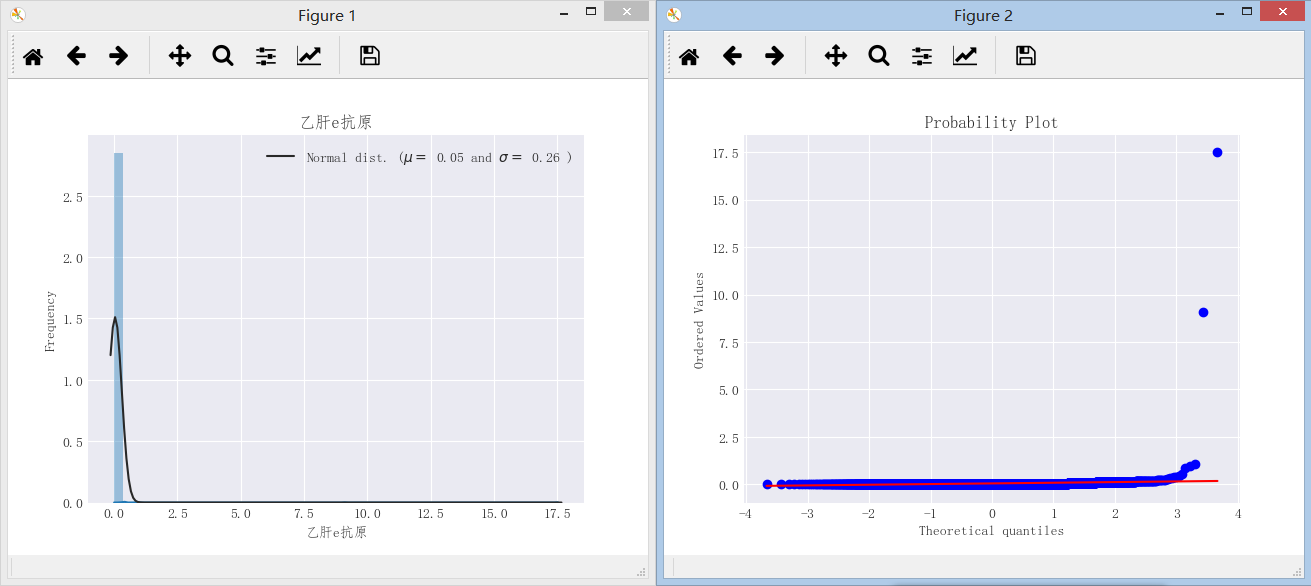 Figure 1
乙肝e抗原
Normal dist. (μ = 0.05 and σ = 0.26 )
Frequency
2.5
2.0
1.5
1.0
0.5
0.0
0.0 2.5 5.0 7.5 10.0 12.5 15.0 17.5
乙肝e抗原
Figure 2
Probability Plot
Ordered Values
17.5
15.0
12.5
10.0
7.5
5.0
2.5
0.0
-4 -3 -2 -1 0 1 2 3 4
Theoretical quantiles